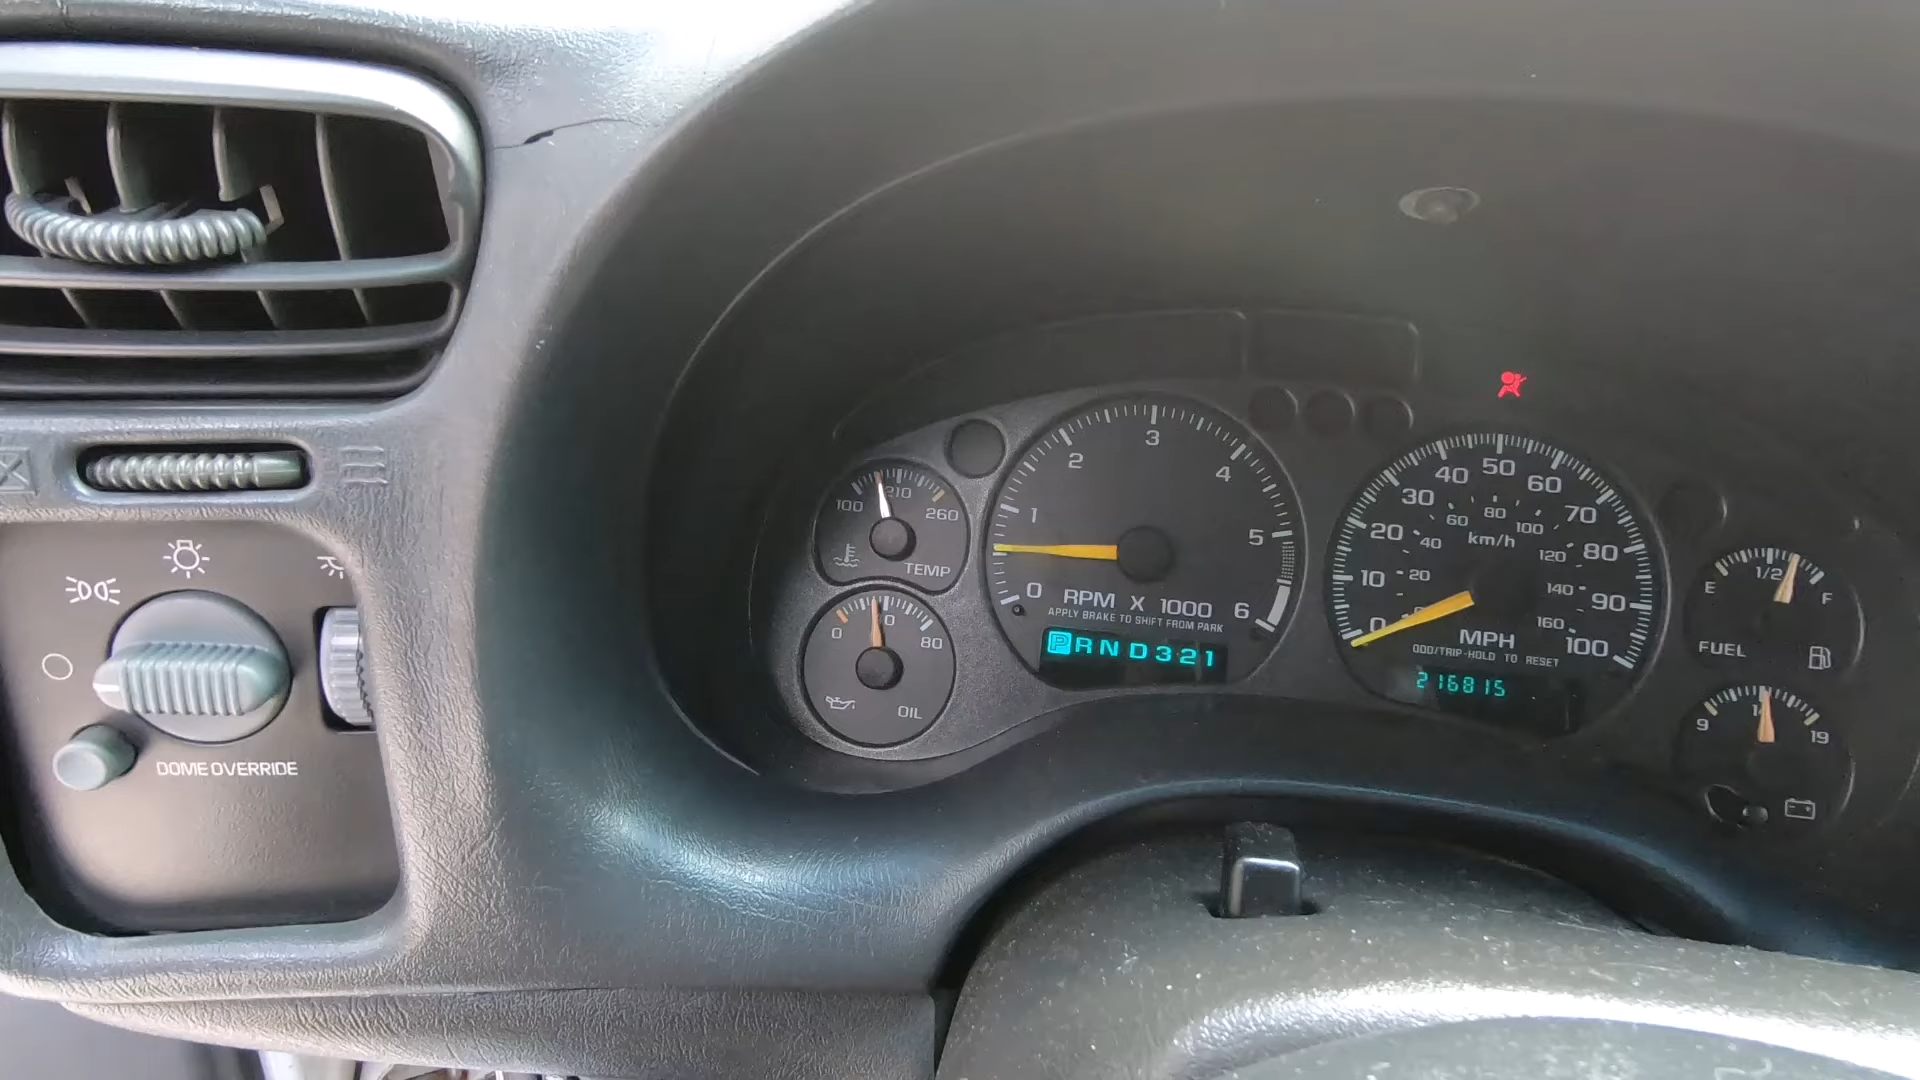 DOME OVERRIDE
100 210 260
TEMP
0 80
OIL
0 1 2 3 4 5 6
RPM X 1000
APPLY BRAKE TO SHIFT FROM PARK
PRND321
0 10 20 30 40 50 60 70 80 90 100
20 40 60 80 100 120 140 160
km/h
MPH
ODO/TRIP-HOLD TO RESET
216815
E 1/2 F
FUEL
9 19